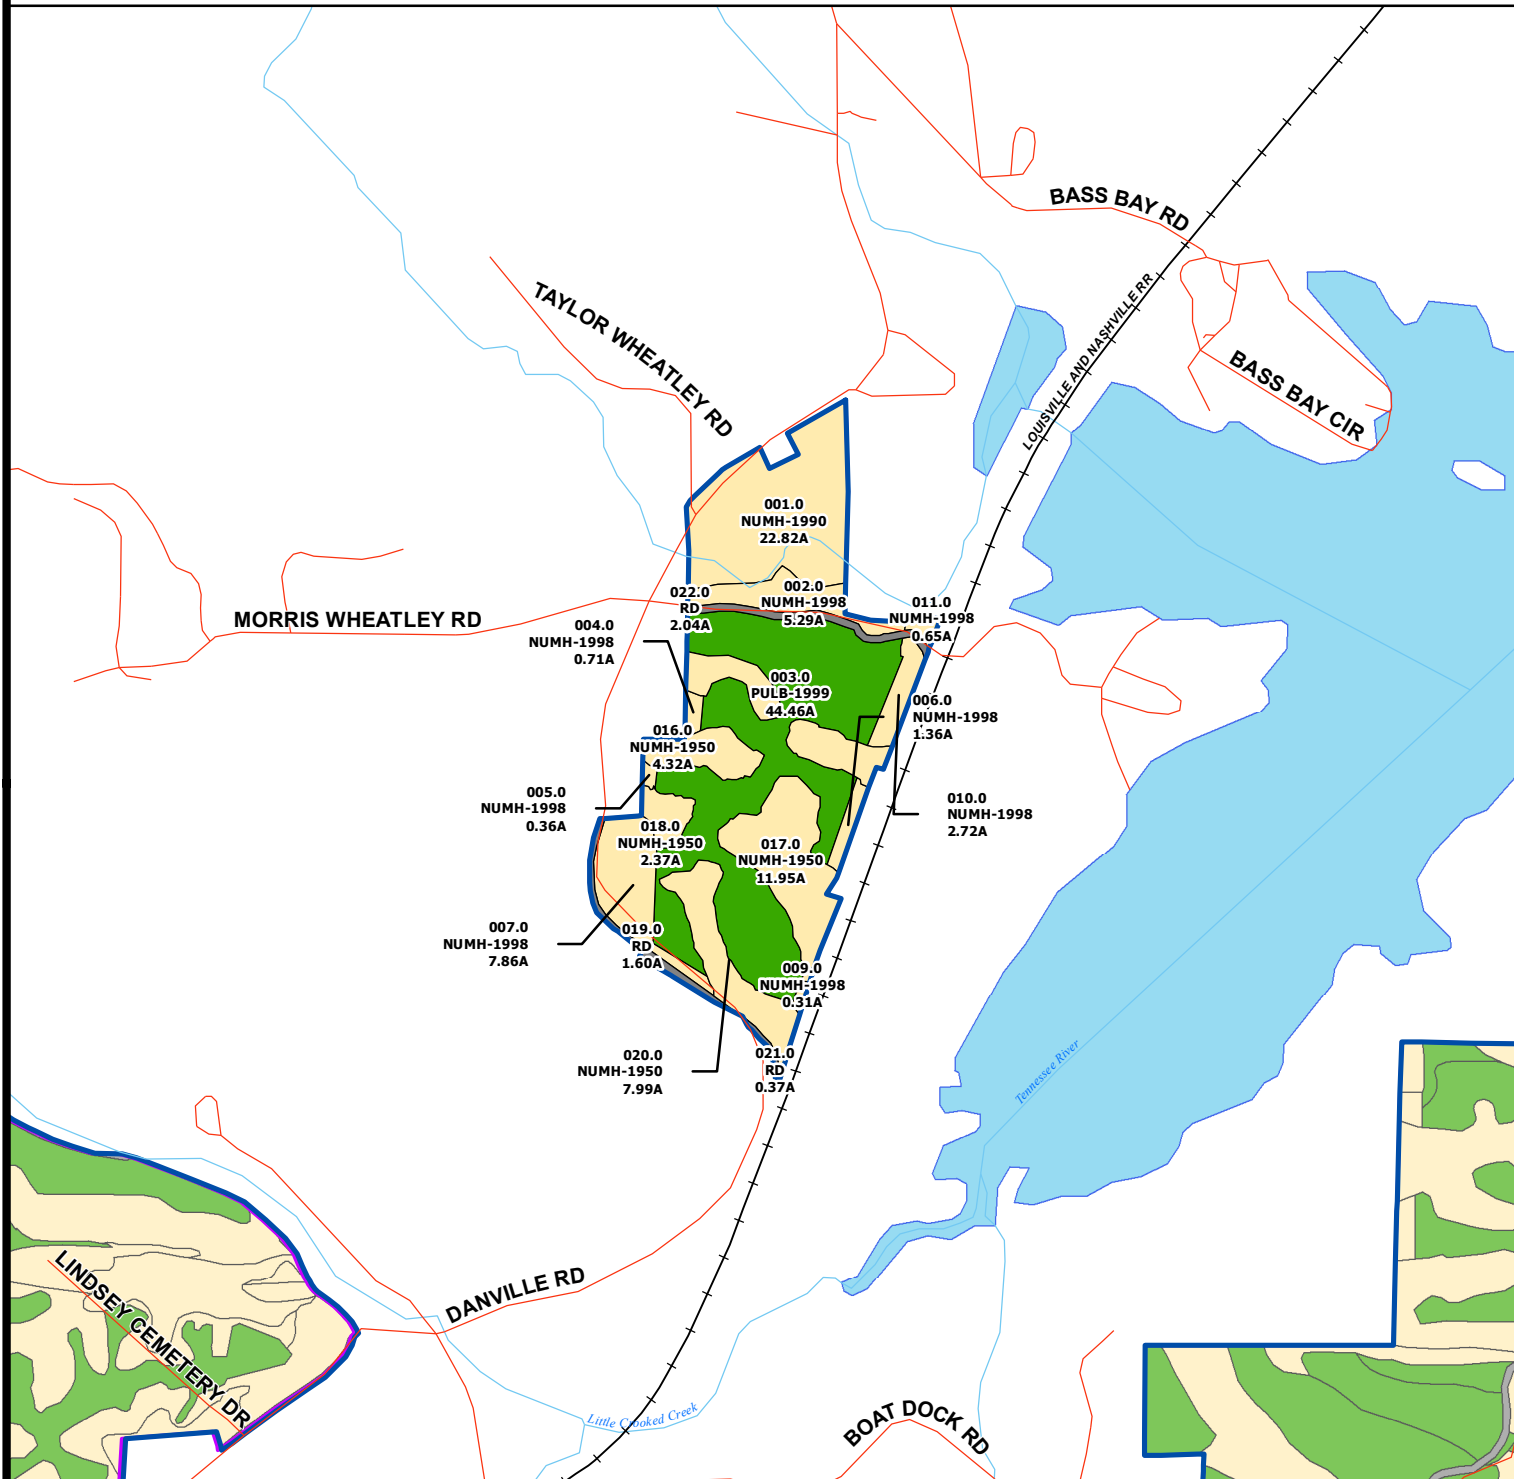 BASS BAY RD
LOUISVILLE AND NASHVILLE RR
TAYLOR WHEATLEY RD
BASS BAY CIR
001.0
NUMH-1990
22.82A
002.0
NUMH-1998
5.29A
022.0
RD
2.04A
011.0
NUMH-1998
0.65A
MORRIS WHEATLEY RD
004.0
NUMH-1998
0.71A
003.0
PULB-1999
44.46A
006.0
NUMH-1998
1.36A
016.0
NUMH-1950
4.32A
005.0
NUMH-1998
0.36A
010.0
NUMH-1998
2.72A
018.0
NUMH-1950
2.37A
017.0
NUMH-1950
11.95A
007.0
NUMH-1998
7.86A
019.0
RD
1.60A
009.0
NUMH-1998
0.31A
020.0
NUMH-1950
7.99A
021.0
RD
0.37A
Tennessee River
LINDSEY CEMETERY DR
DANVILLE RD
Little Crooked Creek
BOAT DOCK RD